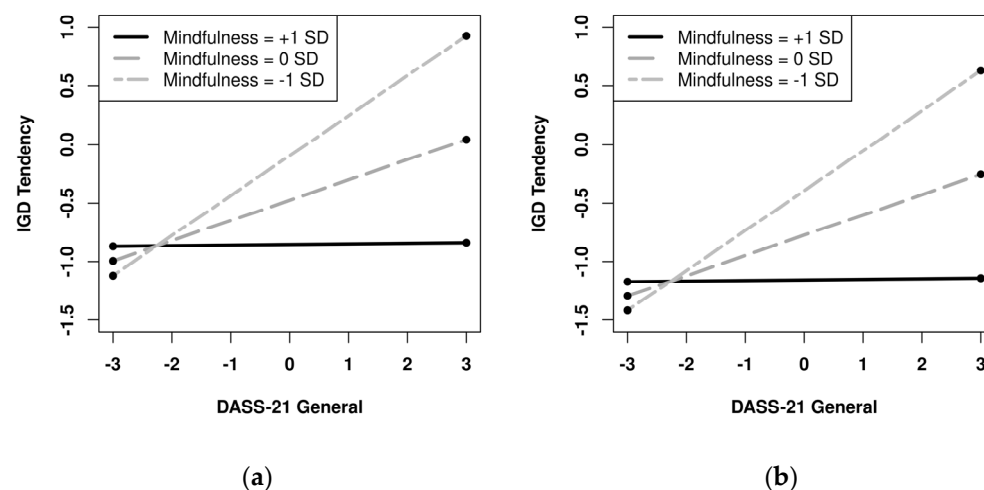 Mindfulness = +1 SD
Mindfulness = 0 SD
Mindfulness = -1 SD
IGD Tendency
1.0
0.5
0.0
-0.5
-1.0
-1.5
-3 -2 -1 0 1 2 3
DASS-21 General
(a)
Mindfulness = +1 SD
Mindfulness = 0 SD
Mindfulness = -1 SD
IGD Tendency
1.0
0.5
0.0
-0.5
-1.0
-1.5
-3 -2 -1 0 1 2 3
DASS-21 General
(b)